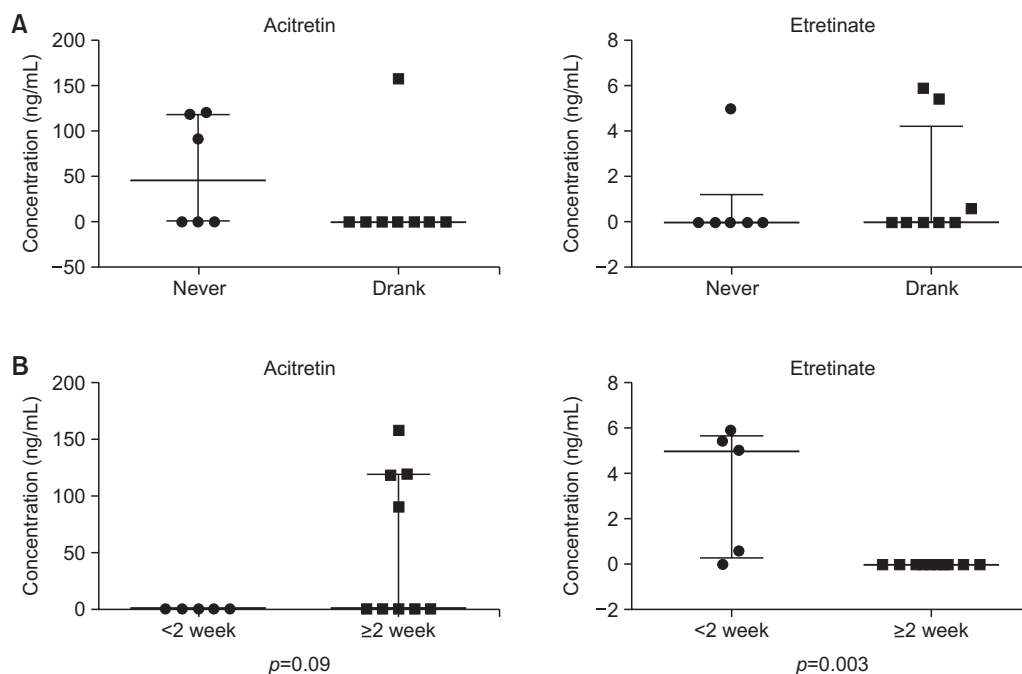 A
Acitretin
Concentration (ng/mL)
200
150
100
50
0
−50
Never
Drank
Etretinate
Concentration (ng/mL)
8
6
4
2
0
−2
Never
Drank
B
Acitretin
Concentration (ng/mL)
200
150
100
50
0
<2 week
≥2 week
p=0.09
Etretinate
Concentration (ng/mL)
8
6
4
2
0
−2
<2 week
≥2 week
p=0.003